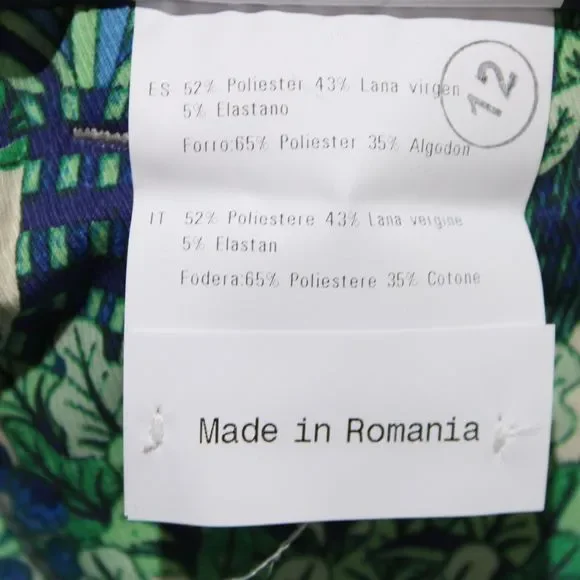 ES 52% Poliester 43% Lana virgen
5% Elastano
Forro:65% Poliester 35% Algodon
12
IT 52% Poliestere 43% Lana vergine
5% Elastan
Fodera:65% Poliestere 35% Cotone
Made in Romania